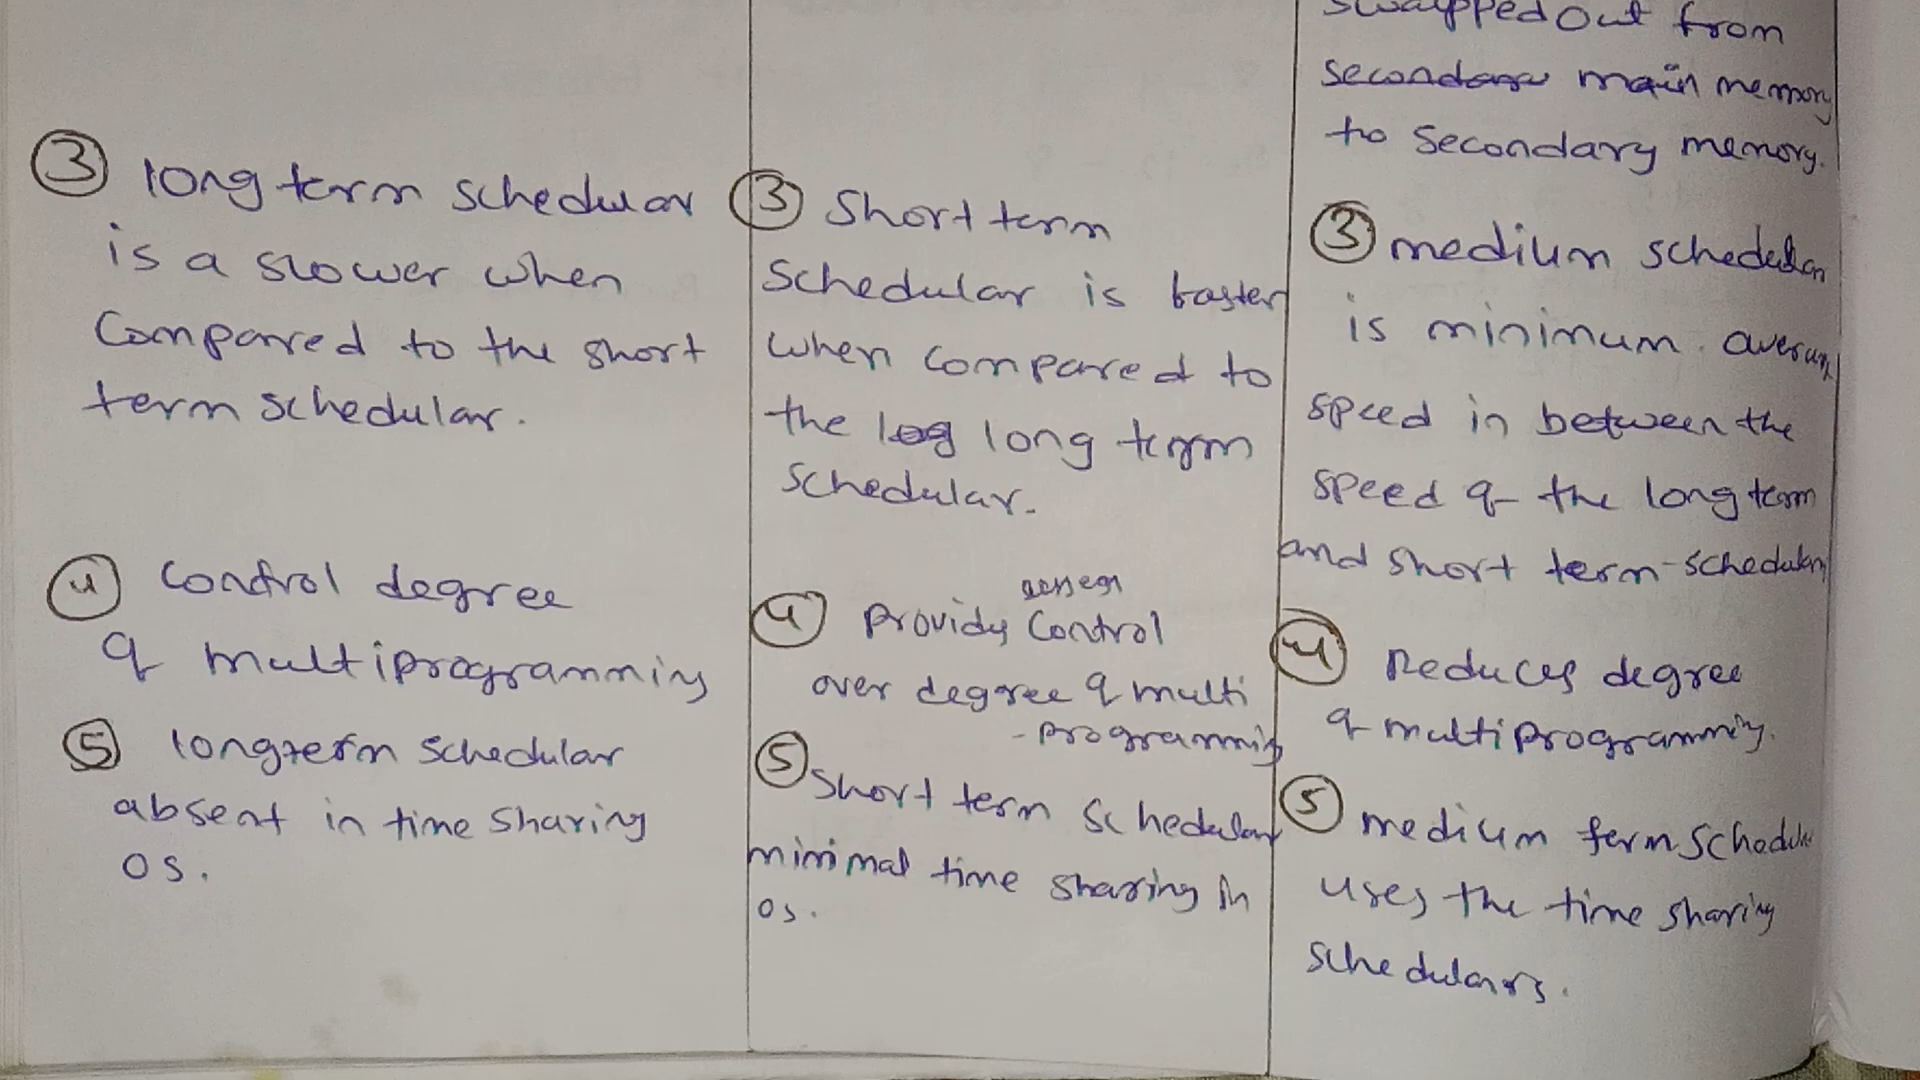 ③ long term schedular
is a slower when
Compared to the short
term schedular.
④ Control degree
of multiprogramming
⑤ longterm schedular
absent in time sharing
OS.
③ Short term
schedular is faster
when compared to
the log long term
schedular.
④ provides control
over degree of multi
-programming
⑤ short term schedular
minimal time sharing in
OS.
swapped out from
secondary main memory
to secondary memory.
③ medium schedular
is minimum average
speed in between the
speed of the long term
and short term-schedular
④ Reduces degree
of multiprogramming.
⑤ medium term schedular
uses the time sharing
schedulars.